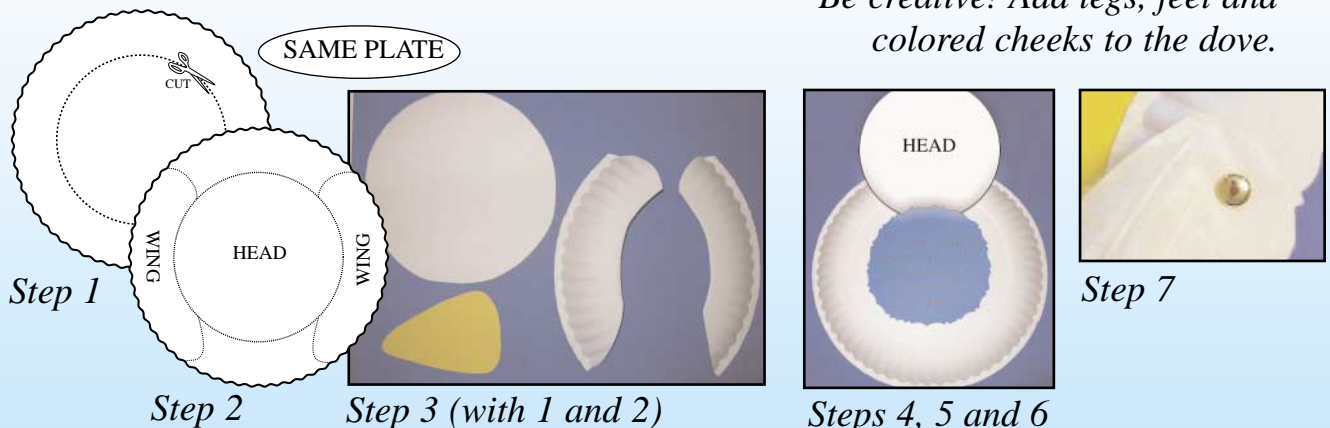 Be creative! Add legs, feet and
colored cheeks to the dove.
SAME PLATE
CUT
HEAD
WING
HEAD
WING
Step 1
Step 2
Step 3 (with 1 and 2)
Steps 4, 5 and 6
Step 7